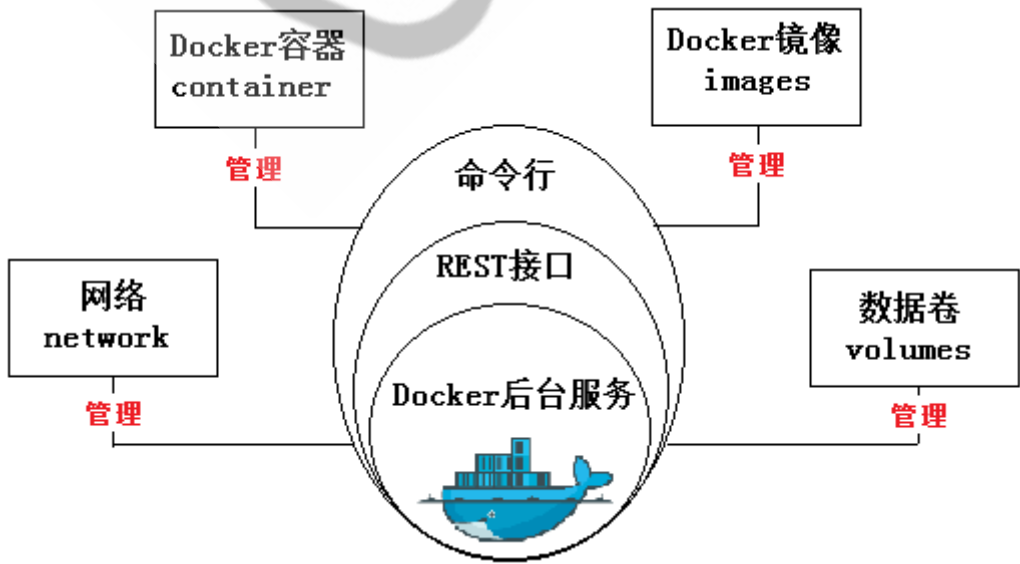 Docker容器
container
Docker镜像
images
管理
管理
命令行
REST接口
网络
network
数据卷
volumes
Docker后台服务
管理
管理